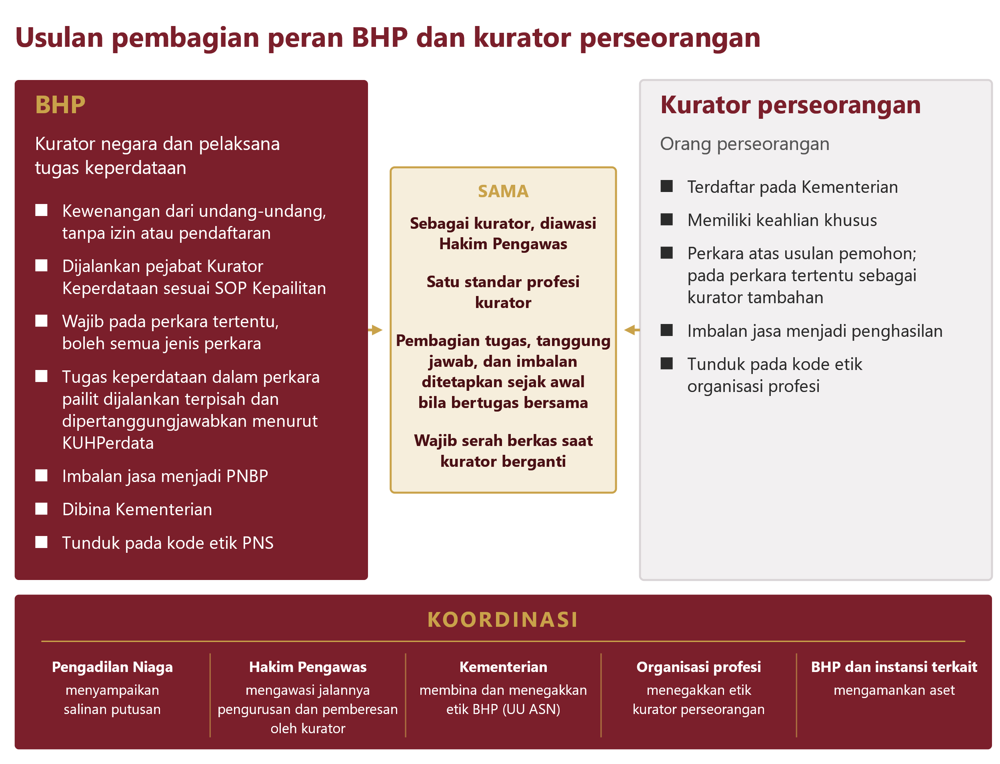 Usulan pembagian peran BHP dan kurator perseorangan
BHP
Kurator negara dan pelaksana
tugas keperdataan
Kewenangan dari undang-undang,
tanpa izin atau pendaftaran
Dijalankan pejabat Kurator
Keperdataan sesuai SOP Kepailitan
Wajib pada perkara tertentu,
boleh semua jenis perkara
Tugas keperdataan dalam perkara
pailit dijalankan terpisah dan
dipertanggungjawabkan menurut
KUHPerdata
Imbalan jasa menjadi PNBP
Dibina Kementerian
Tunduk pada kode etik PNS
SAMA
Sebagai kurator, diawasi
Hakim Pengawas
Satu standar profesi
kurator
Pembagian tugas, tanggung
jawab, dan imbalan
ditetapkan sejak awal
bila bertugas bersama
Wajib serah berkas saat
kurator berganti
Kurator perseorangan
Orang perseorangan
Terdaftar pada Kementerian
Memiliki keahlian khusus
Perkara atas usulan pemohon;
pada perkara tertentu sebagai
kurator tambahan
Imbalan jasa menjadi penghasilan
Tunduk pada kode etik
organisasi profesi
KOORDINASI
Pengadilan Niaga
menyampaikan
salinan putusan
Hakim Pengawas
mengawasi jalannya
pengurusan dan pemberesan
oleh kurator
Kementerian
membina dan menegakkan
etik BHP (UU ASN)
Organisasi profesi
menegakkan etik
kurator perseorangan
BHP dan instansi terkait
mengamankan aset